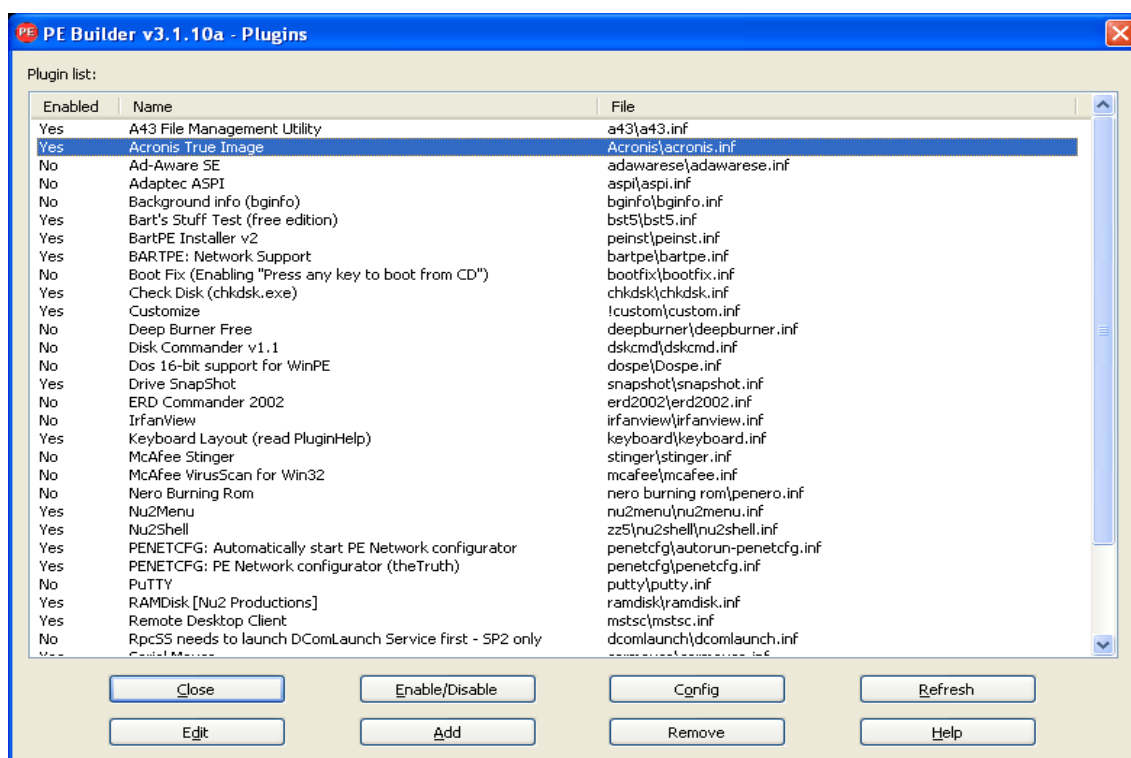 PE PE Builder v3.1.10a - Plugins
Plugin list:
Enabled Name File
Yes A43 File Management Utility a43\a43.inf
Yes Acronis True Image Acronis\acronis.inf
No Ad-Aware SE adawarese\adawarese.inf
No Adaptec ASPI aspi\aspi.inf
No Background info (bginfo) bginfo\bginfo.inf
Yes Bart's Stuff Test (free edition) bst5\bst5.inf
Yes BartPE Installer v2 peinst\peinst.inf
Yes BARTPE: Network Support bartpe\bartpe.inf
No Boot Fix (Enabling "Press any key to boot from CD") bootfix\bootfix.inf
Yes Check Disk (chkdsk.exe) chkdsk\chkdsk.inf
Yes Customize !custom\custom.inf
No Deep Burner Free deepburner\deepburner.inf
No Disk Commander v1.1 dskcmd\dskcmd.inf
No Dos 16-bit support for WinPE dospe\Dospe.inf
Yes Drive SnapShot snapshot\snapshot.inf
No ERD Commander 2002 erd2002\erd2002.inf
No IrfanView irfanview\irfanview.inf
Yes Keyboard Layout (read PluginHelp) keyboard\keyboard.inf
No McAfee Stinger stinger\stinger.inf
No McAfee VirusScan for Win32 mcafee\mcafee.inf
No Nero Burning Rom nero burning rom\penero.inf
Yes Nu2Menu nu2menu\nu2menu.inf
Yes Nu2Shell zz5\nu2shell\nu2shell.inf
Yes PENETCFG: Automatically start PE Network configurator penetcfg\autorun-penetcfg.inf
Yes PENETCFG: PE Network configurator (theTruth) penetcfg\penetcfg.inf
No PuTTY putty\putty.inf
Yes RAMDisk [Nu2 Productions] ramdisk\ramdisk.inf
Yes Remote Desktop Client mstsc\mstsc.inf
No RpcSS needs to launch DComLaunch Service first - SP2 only dcomlaunch\dcomlaunch.inf
Close Enable/Disable Config Refresh
Edit Add Remove Help